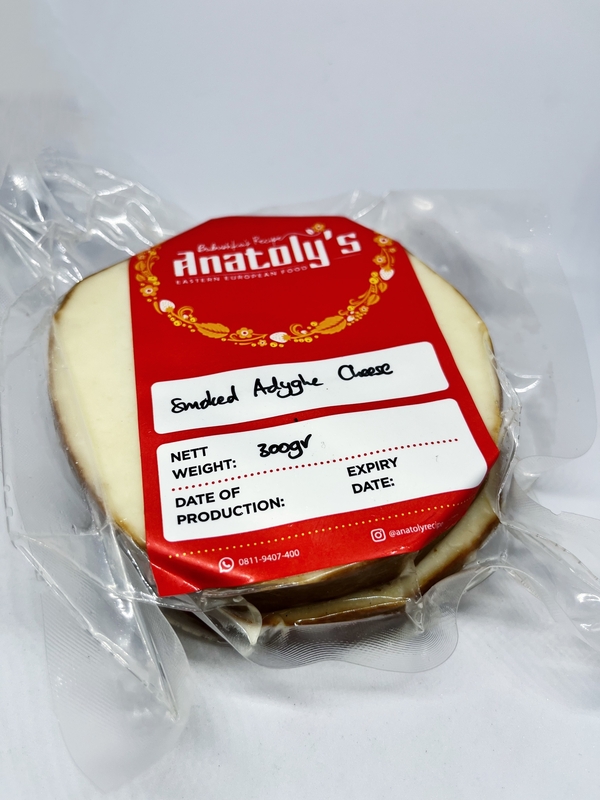 Babushka's Recipe
Anatoly's
EASTERN EUROPEAN FOOD
Smoked Adyghe Cheese
NETT WEIGHT: 300gr
DATE OF PRODUCTION:
EXPIRY DATE:
0811-9407-400
@anatolyrecip